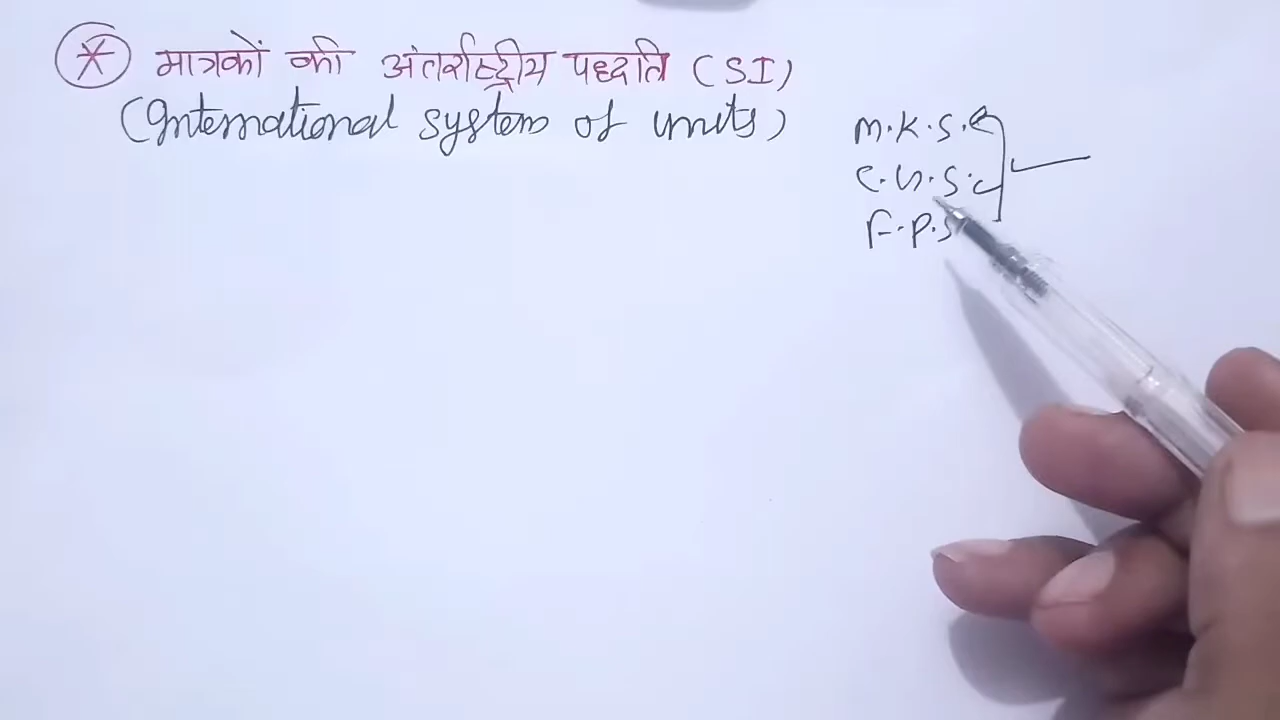 * मात्रकों की अंतर्राष्ट्रीय पद्धति (SI)
(International system of units)
M.K.S.
C.G.S.
F.P.S